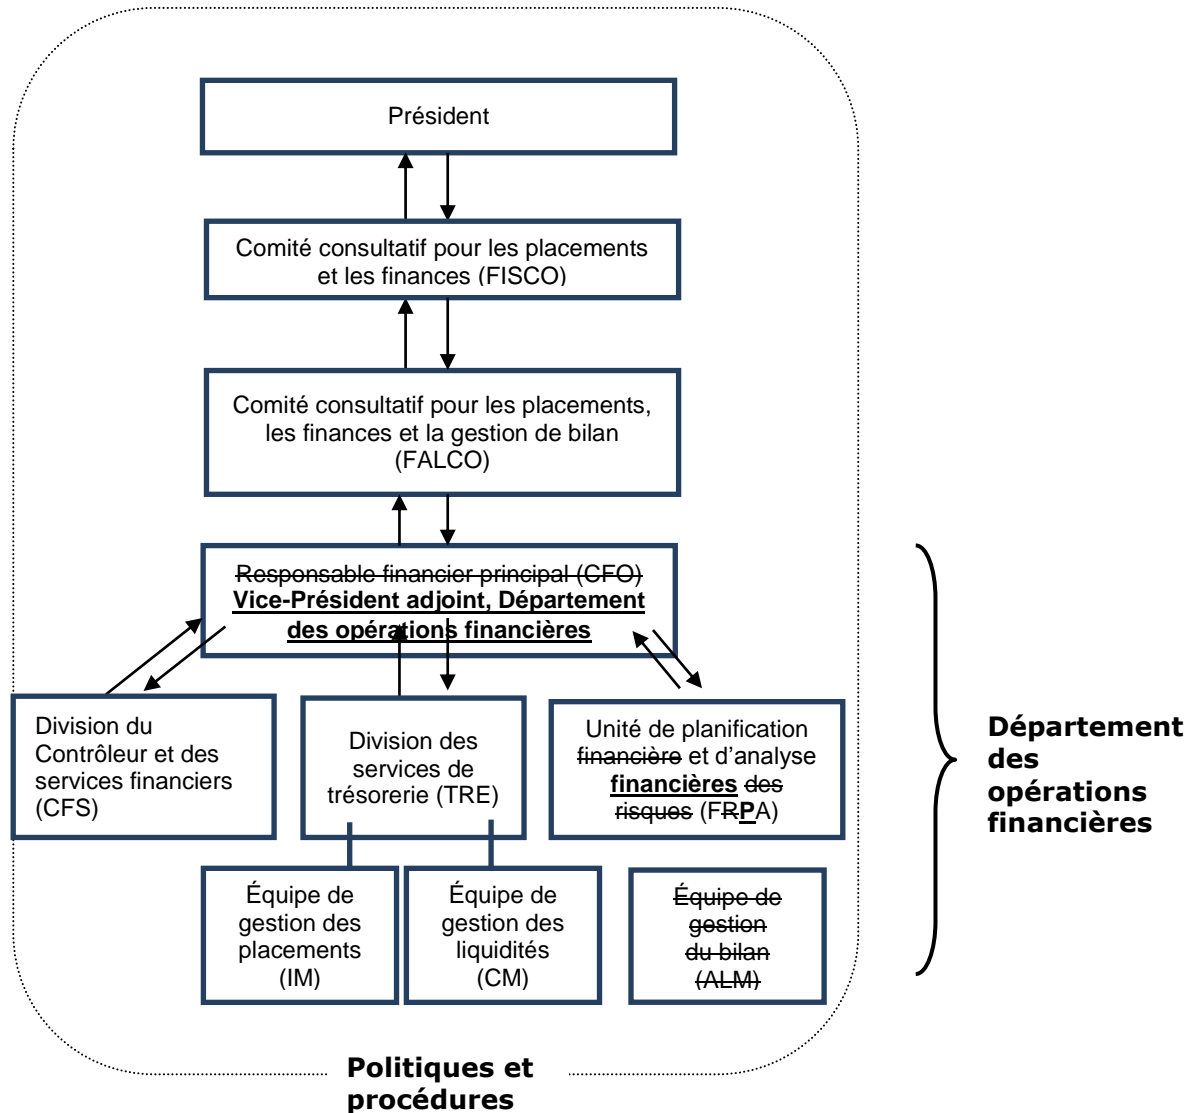 Président
Comité consultatif pour les placements
et les finances (FISCO)
Comité consultatif pour les placements,
les finances et la gestion de bilan
(FALCO)
Responsable financier principal (CFO)
Vice-Président adjoint, Département
des opérations financières
Division du
Contrôleur et des
services financiers
(CFS)
Division des
services de
trésorerie (TRE)
Unité de planification
financière et d’analyse
financières des
risques (FRPA)
Équipe de
gestion des
placements
(IM)
Équipe de
gestion des
liquidités
(CM)
Équipe de
gestion
du bilan
(ALM)
Département
des
opérations
financières
Politiques et
procédures